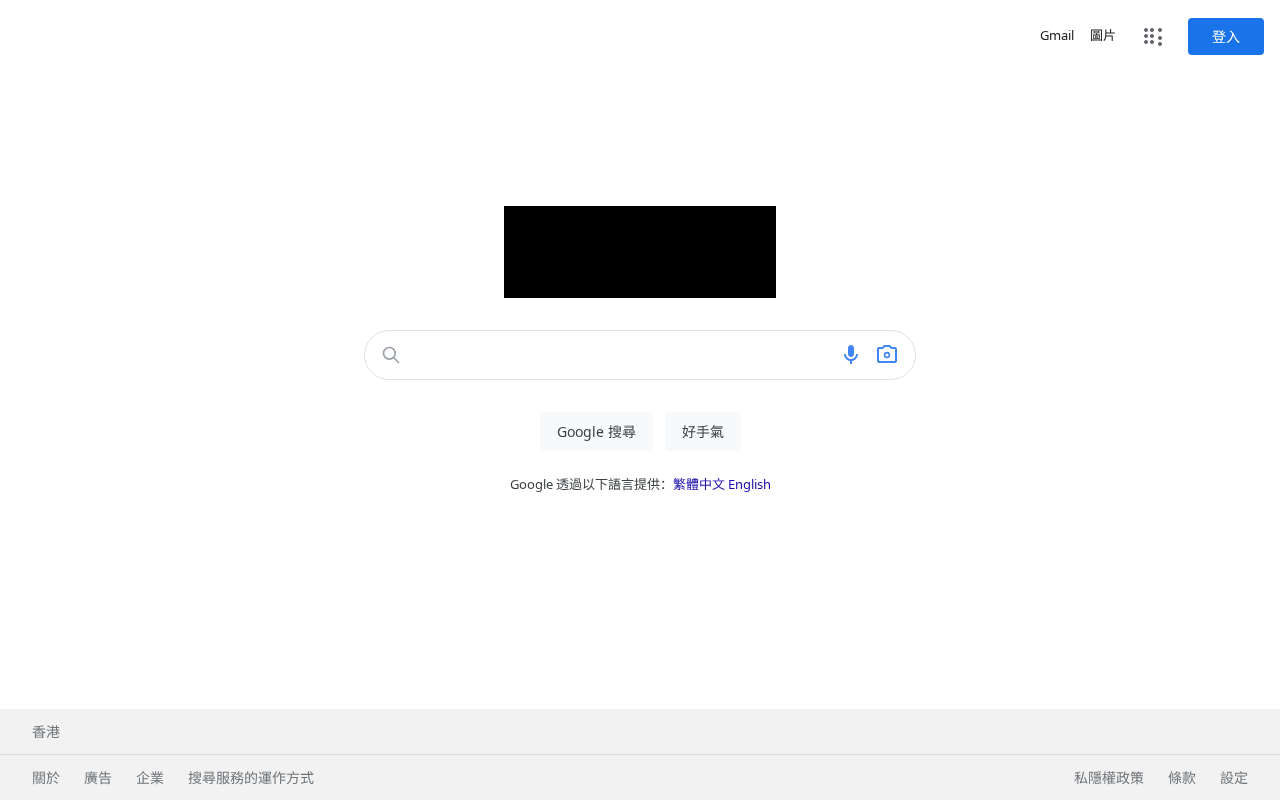 Gmail 圖片 登入
Google 搜尋 好手氣
Google 透過以下語言提供： 繁體中文 English
香港
關於 廣告 企業 搜尋服務的運作方式 私隱權政策 條款 設定